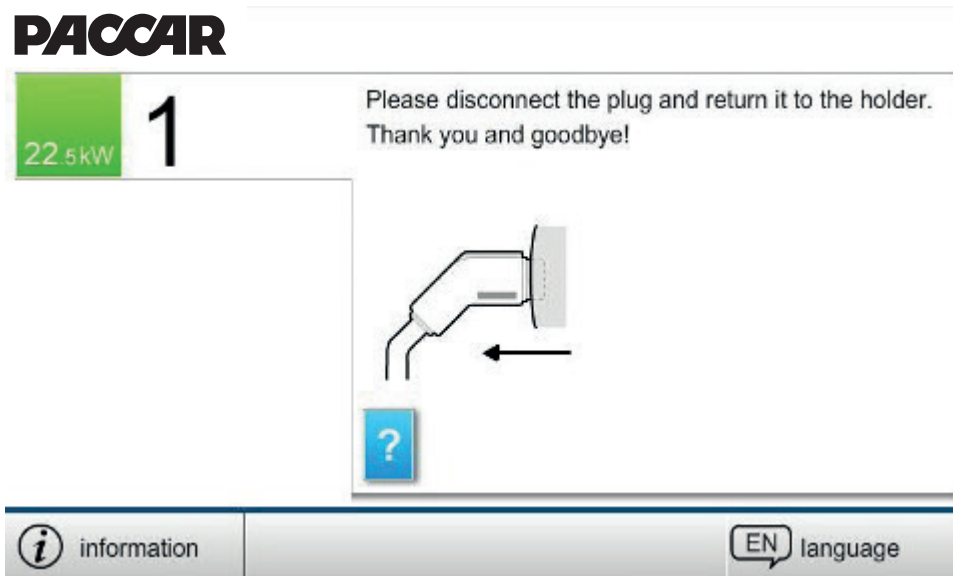 PACCAR
22.5kW
1
Please disconnect the plug and return it to the holder.
Thank you and goodbye!
?
i information
EN language